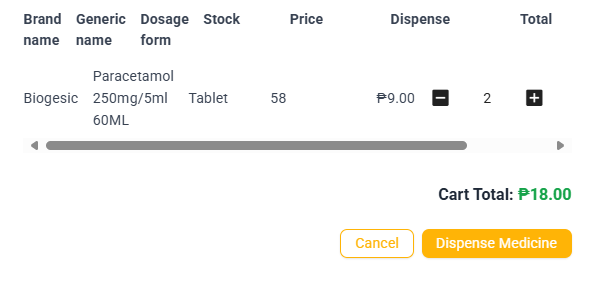 Brand name Generic name Dosage form Stock Price Dispense Total
Biogesic Paracetamol 250mg/5ml 60ML Tablet 58 ₱9.00 2
Cart Total: ₱18.00
Cancel Dispense Medicine